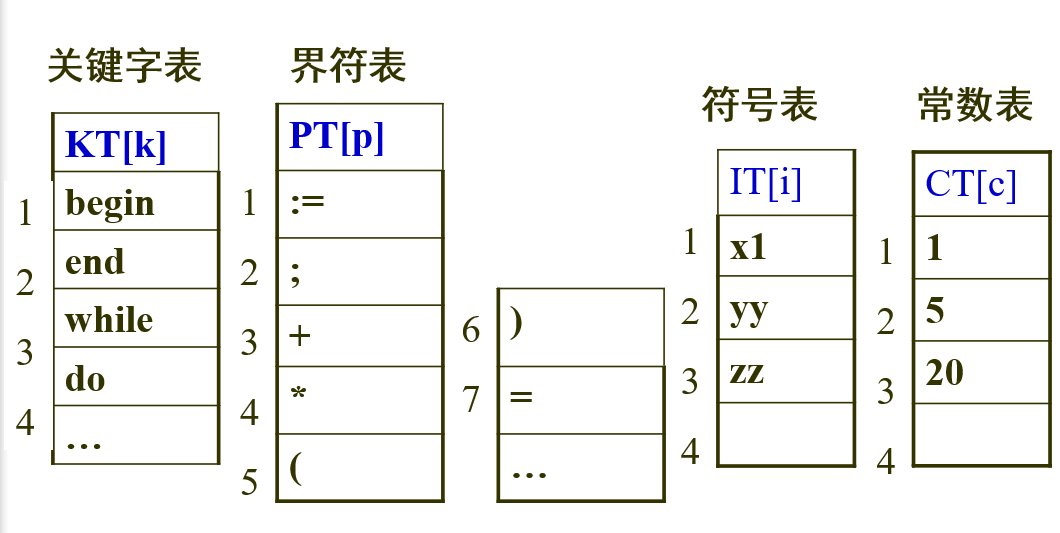 关键字表
KT[k]
1 begin
2 end
3 while
4 do
…
界符表
PT[p]
1 :=
2 ;
3 +
4 *
5 (
6 )
7 =
…
符号表
IT[i]
1 x1
2 yy
3 zz
4
常数表
CT[c]
1 1
2 5
3 20
4